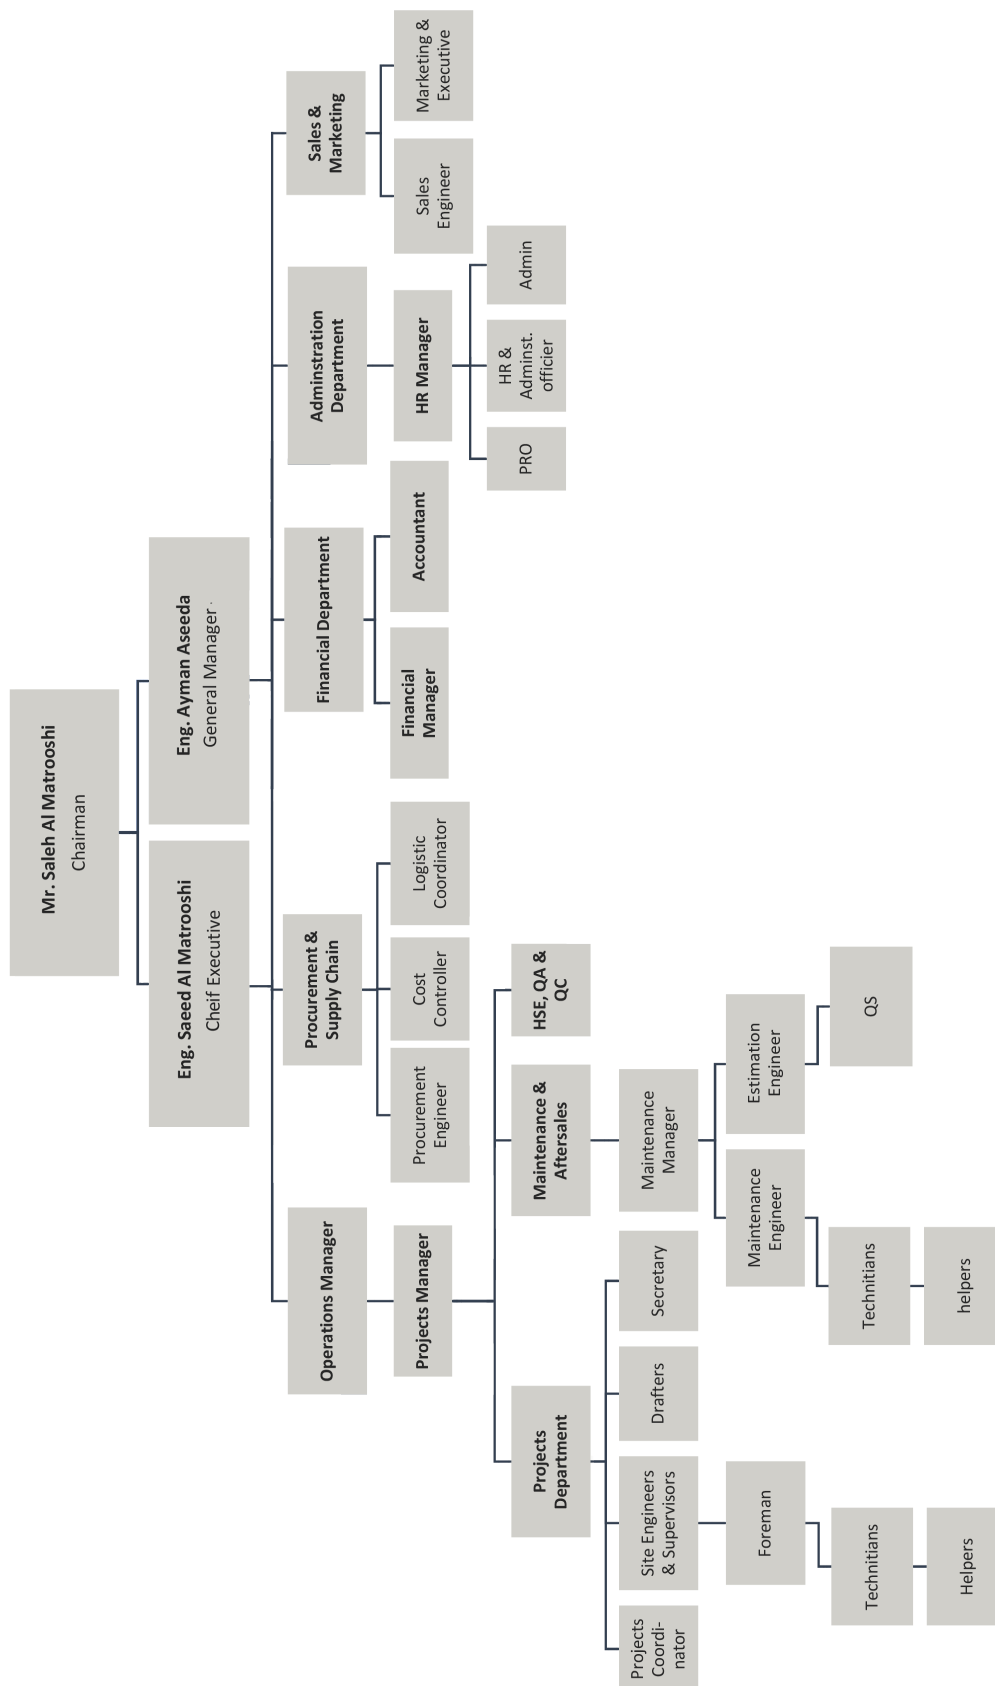 Mr. Saleh Al Matrooshi
Chairman
Eng. Saeed Al Matrooshi
Cheif Executive
Eng. Ayman Aseeda
General Manager
Operations Manager
Procurement &
Supply Chain
Financial Department
Adminstration
Department
Sales &
Marketing
Projects Manager
Procurement
Engineer
Cost
Controller
Logistic
Coordinator
Financial
Manager
Accountant
HR Manager
Sales
Engineer
Marketing &
Executive
PRO
HR &
Adminst.
officier
Admin
Projects
Department
Maintenance &
Aftersales
HSE, QA &
QC
Projects
Coordi-
nator
Site Engineers
& Supervisors
Drafters
Secretary
Maintenance
Manager
Foreman
Maintenance
Engineer
Estimation
Engineer
Technitians
Technitians
QS
Helpers
helpers